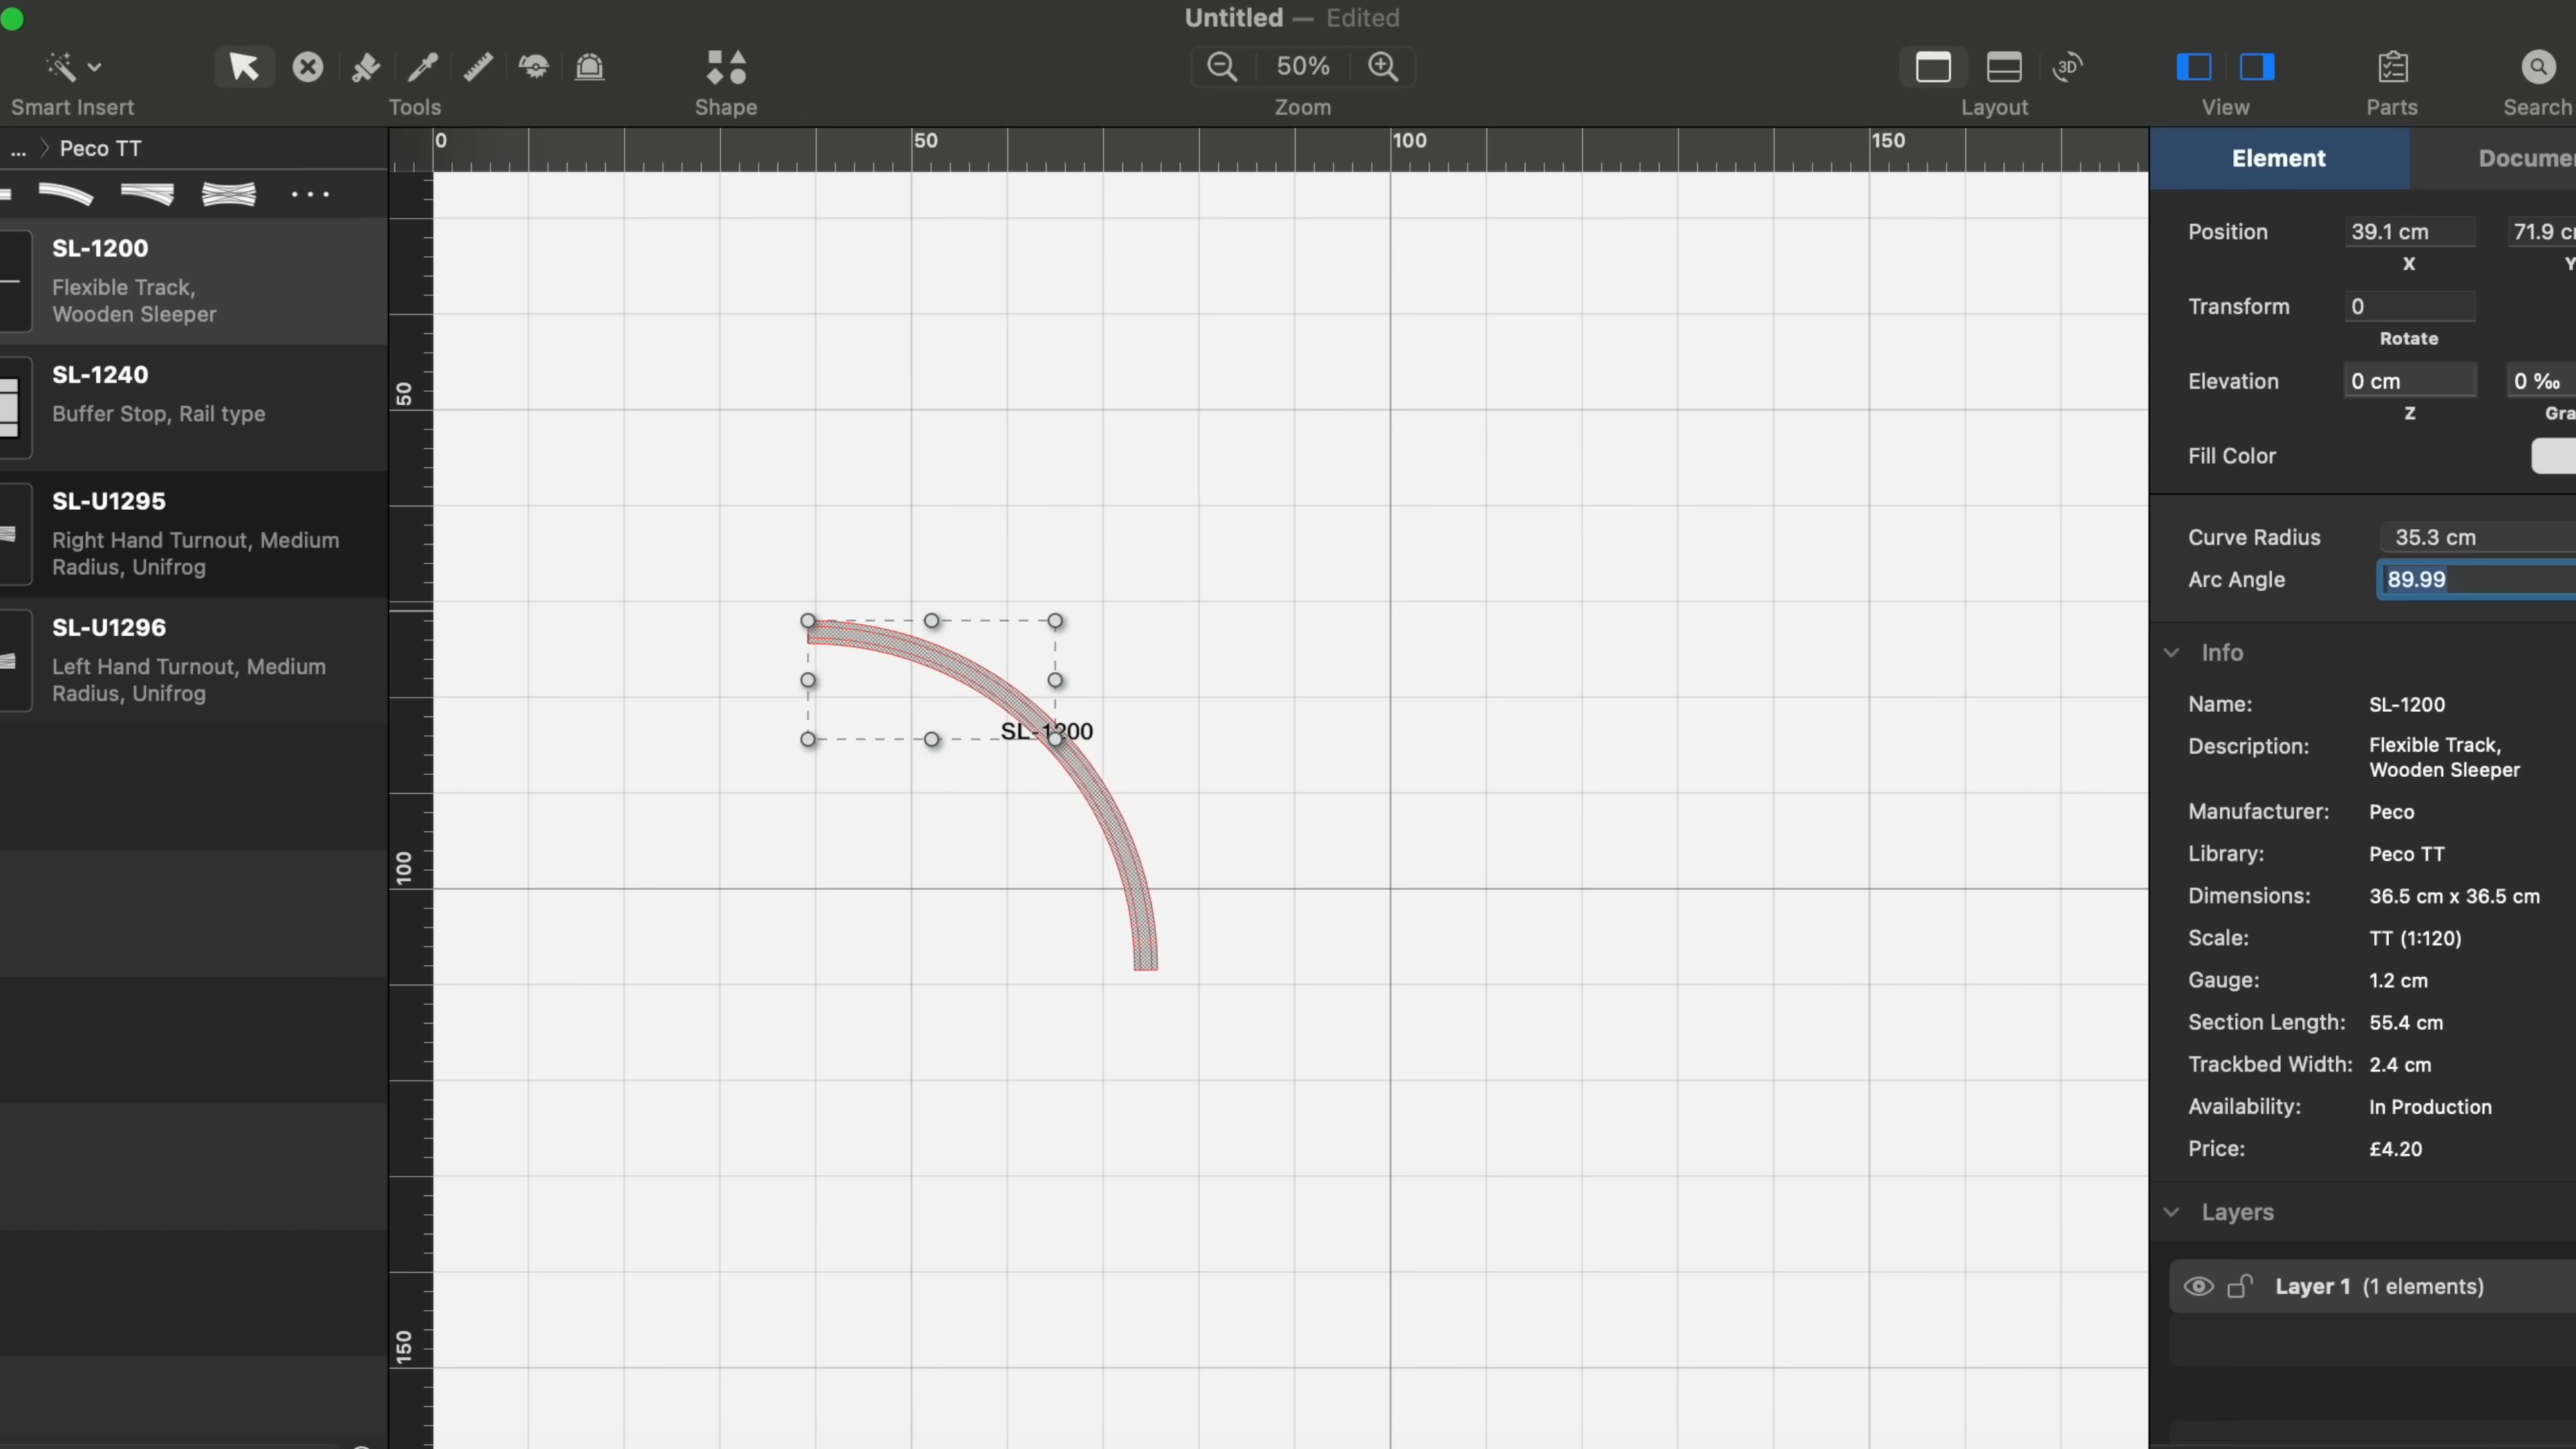 Untitled — Edited
Smart Insert
Tools
Shape
50%
Zoom
3D
Layout
View
Parts
Search
... > Peco TT
0 50 100 150
SL-1200
Flexible Track,
Wooden Sleeper
SL-1240
Buffer Stop, Rail type
SL-U1295
Right Hand Turnout, Medium
Radius, Unifrog
SL-U1296
Left Hand Turnout, Medium
Radius, Unifrog
50
100
150
SL-1200
Element
Documen
Position 39.1 cm 71.9 c
X Y
Transform 0
Rotate
Elevation 0 cm 0 ‰
Z Gra
Fill Color
Curve Radius 35.3 cm
Arc Angle 89.99
Info
Name: SL-1200
Description: Flexible Track,
Wooden Sleeper
Manufacturer: Peco
Library: Peco TT
Dimensions: 36.5 cm x 36.5 cm
Scale: TT (1:120)
Gauge: 1.2 cm
Section Length: 55.4 cm
Trackbed Width: 2.4 cm
Availability: In Production
Price: £4.20
Layers
Layer 1 (1 elements)